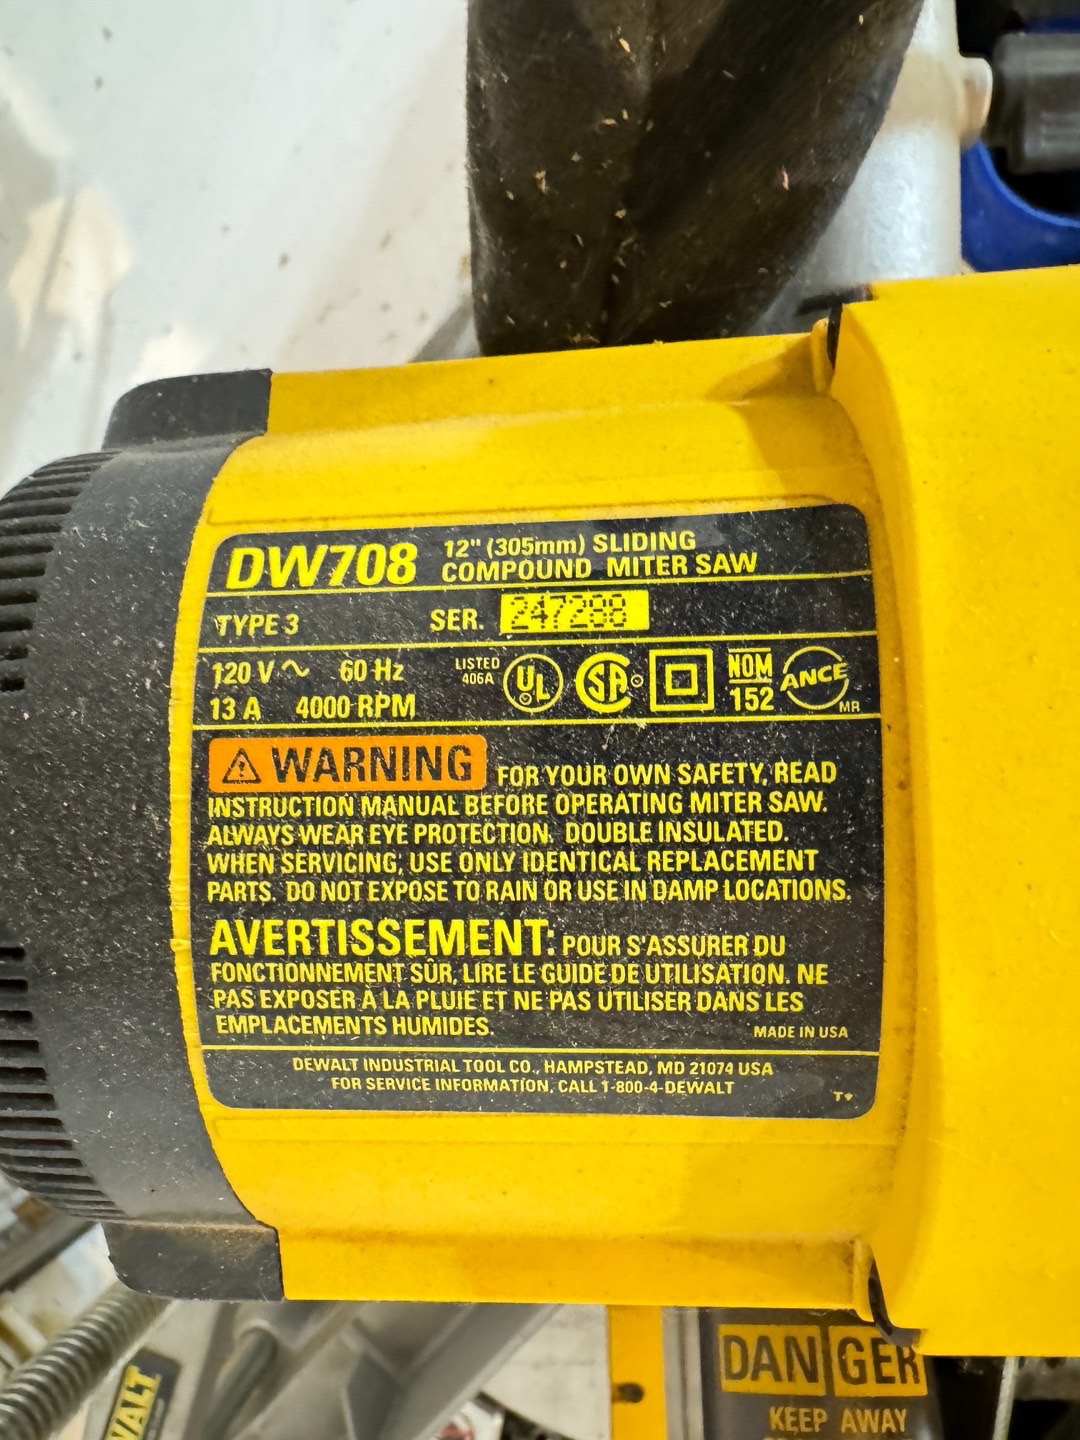 DW708 12" (305mm) SLIDING
COMPOUND MITER SAW
TYPE 3 SER. 247288
120 V ~ 60 Hz
13 A 4000 RPM
LISTED
406A
UL
SA
NOM
152
ANCE
MR
⚠ WARNING FOR YOUR OWN SAFETY, READ
INSTRUCTION MANUAL BEFORE OPERATING MITER SAW.
ALWAYS WEAR EYE PROTECTION. DOUBLE INSULATED.
WHEN SERVICING, USE ONLY IDENTICAL REPLACEMENT
PARTS. DO NOT EXPOSE TO RAIN OR USE IN DAMP LOCATIONS.
AVERTISSEMENT: POUR S'ASSURER DU
FONCTIONNEMENT SÛR, LIRE LE GUIDE DE UTILISATION. NE
PAS EXPOSER À LA PLUIE ET NE PAS UTILISER DANS LES
EMPLACEMENTS HUMIDES.
MADE IN USA
DEWALT INDUSTRIAL TOOL CO., HAMPSTEAD, MD 21074 USA
FOR SERVICE INFORMATION, CALL 1-800-4-DEWALT
DANGER
KEEP AWAY
WALT